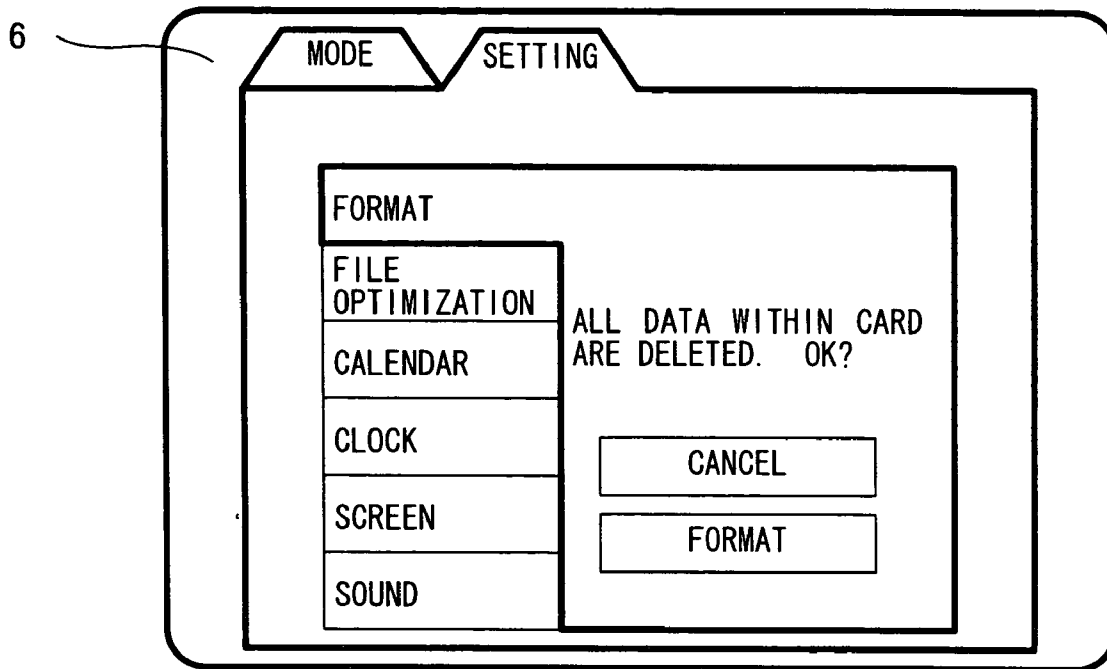 6
MODE
SETTING
FORMAT
FILE
OPTIMIZATION
CALENDAR
CLOCK
SCREEN
SOUND
ALL DATA WITHIN CARD
ARE DELETED. OK?
CANCEL
FORMAT